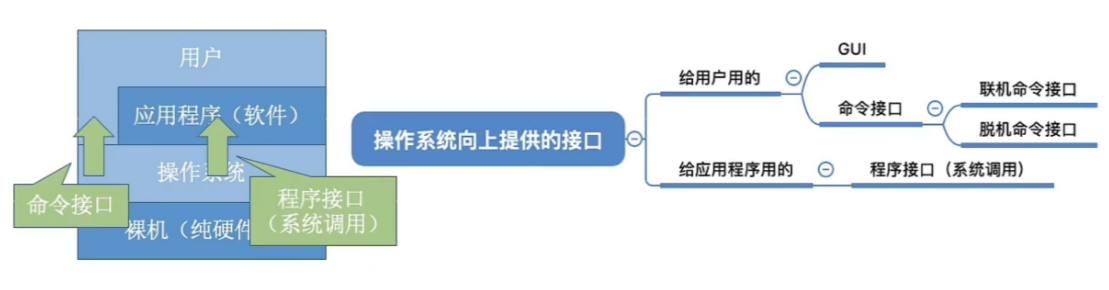 用户
应用程序（软件）
操作系统
裸机（纯硬件
命令接口
程序接口
（系统调用）
操作系统向上提供的接口
给用户用的
GUI
命令接口
联机命令接口
脱机命令接口
给应用程序用的
程序接口（系统调用）